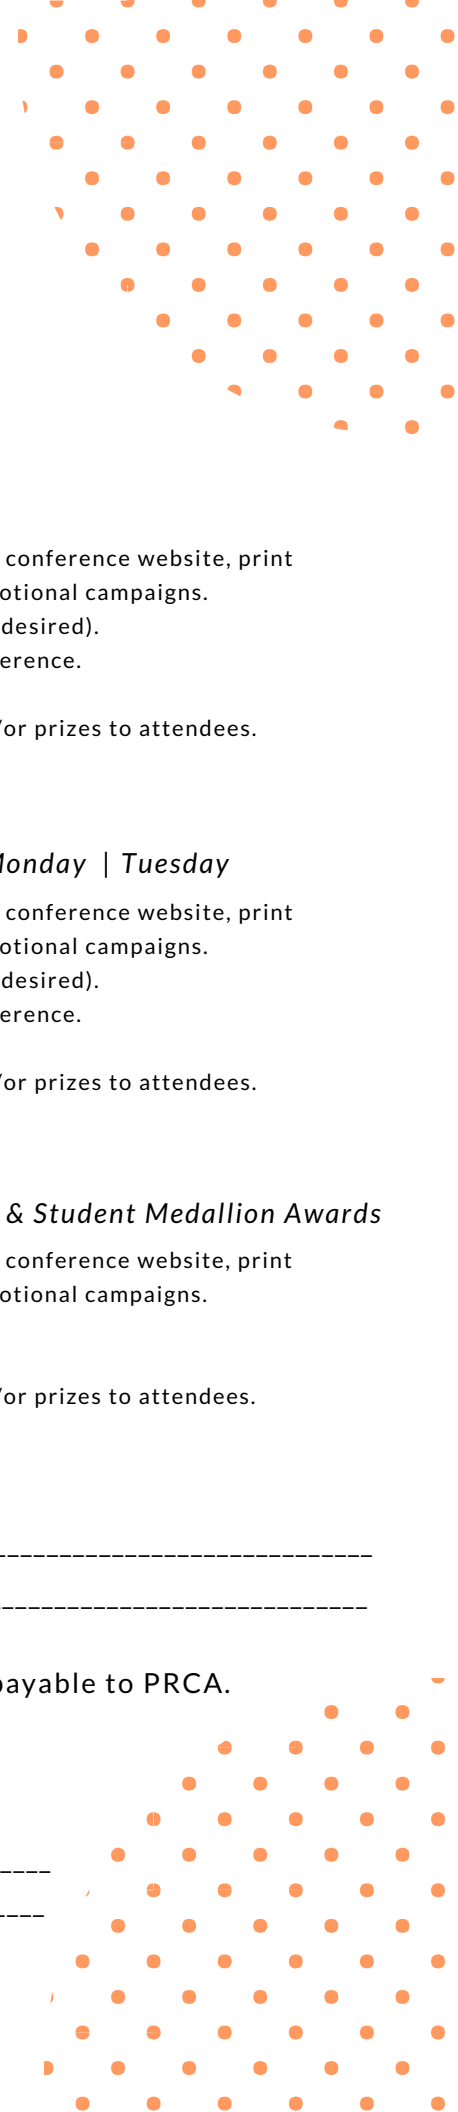 conference website, print
otional campaigns.
desired).
erence.
/or prizes to attendees.
Monday | Tuesday
conference website, print
otional campaigns.
desired).
erence.
/or prizes to attendees.
& Student Medallion Awards
conference website, print
otional campaigns.
/or prizes to attendees.
payable to PRCA.